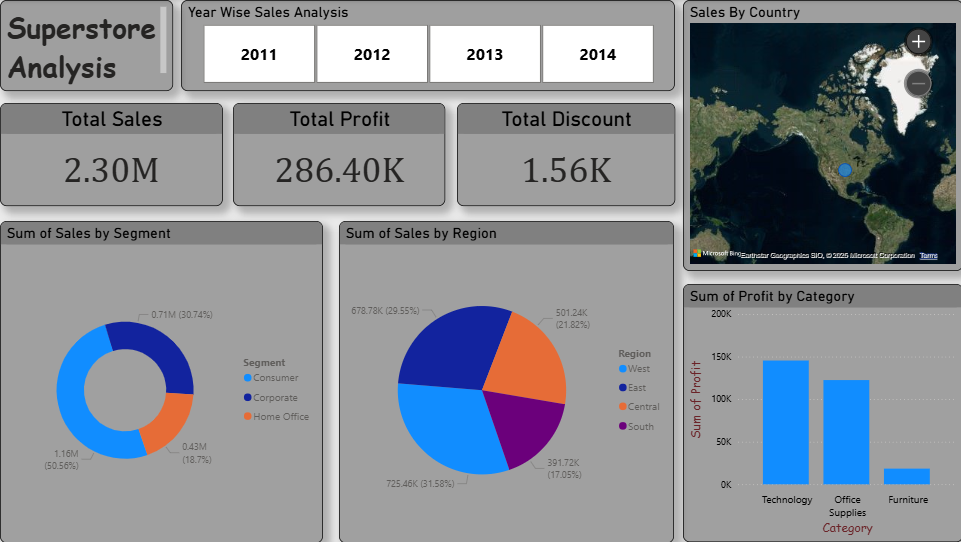 Superstore
Analysis
Year Wise Sales Analysis
2011
2012
2013
2014
Sales By Country
Microsoft Bing
Earthstar Geographics SIO, © 2025 Microsoft Corporation Terms
Total Sales
2.30M
Total Profit
286.40K
Total Discount
1.56K
Sum of Sales by Segment
0.71M (30.74%)
1.16M
(50.56%)
0.43M
(18.7%)
Segment
Consumer
Corporate
Home Office
Sum of Sales by Region
678.78K (29.55%)
501.24K
(21.82%)
725.46K (31.58%)
391.72K
(17.05%)
Region
West
East
Central
South
Sum of Profit by Category
200K
150K
100K
50K
0K
Sum of Profit
Technology
Office
Supplies
Furniture
Category